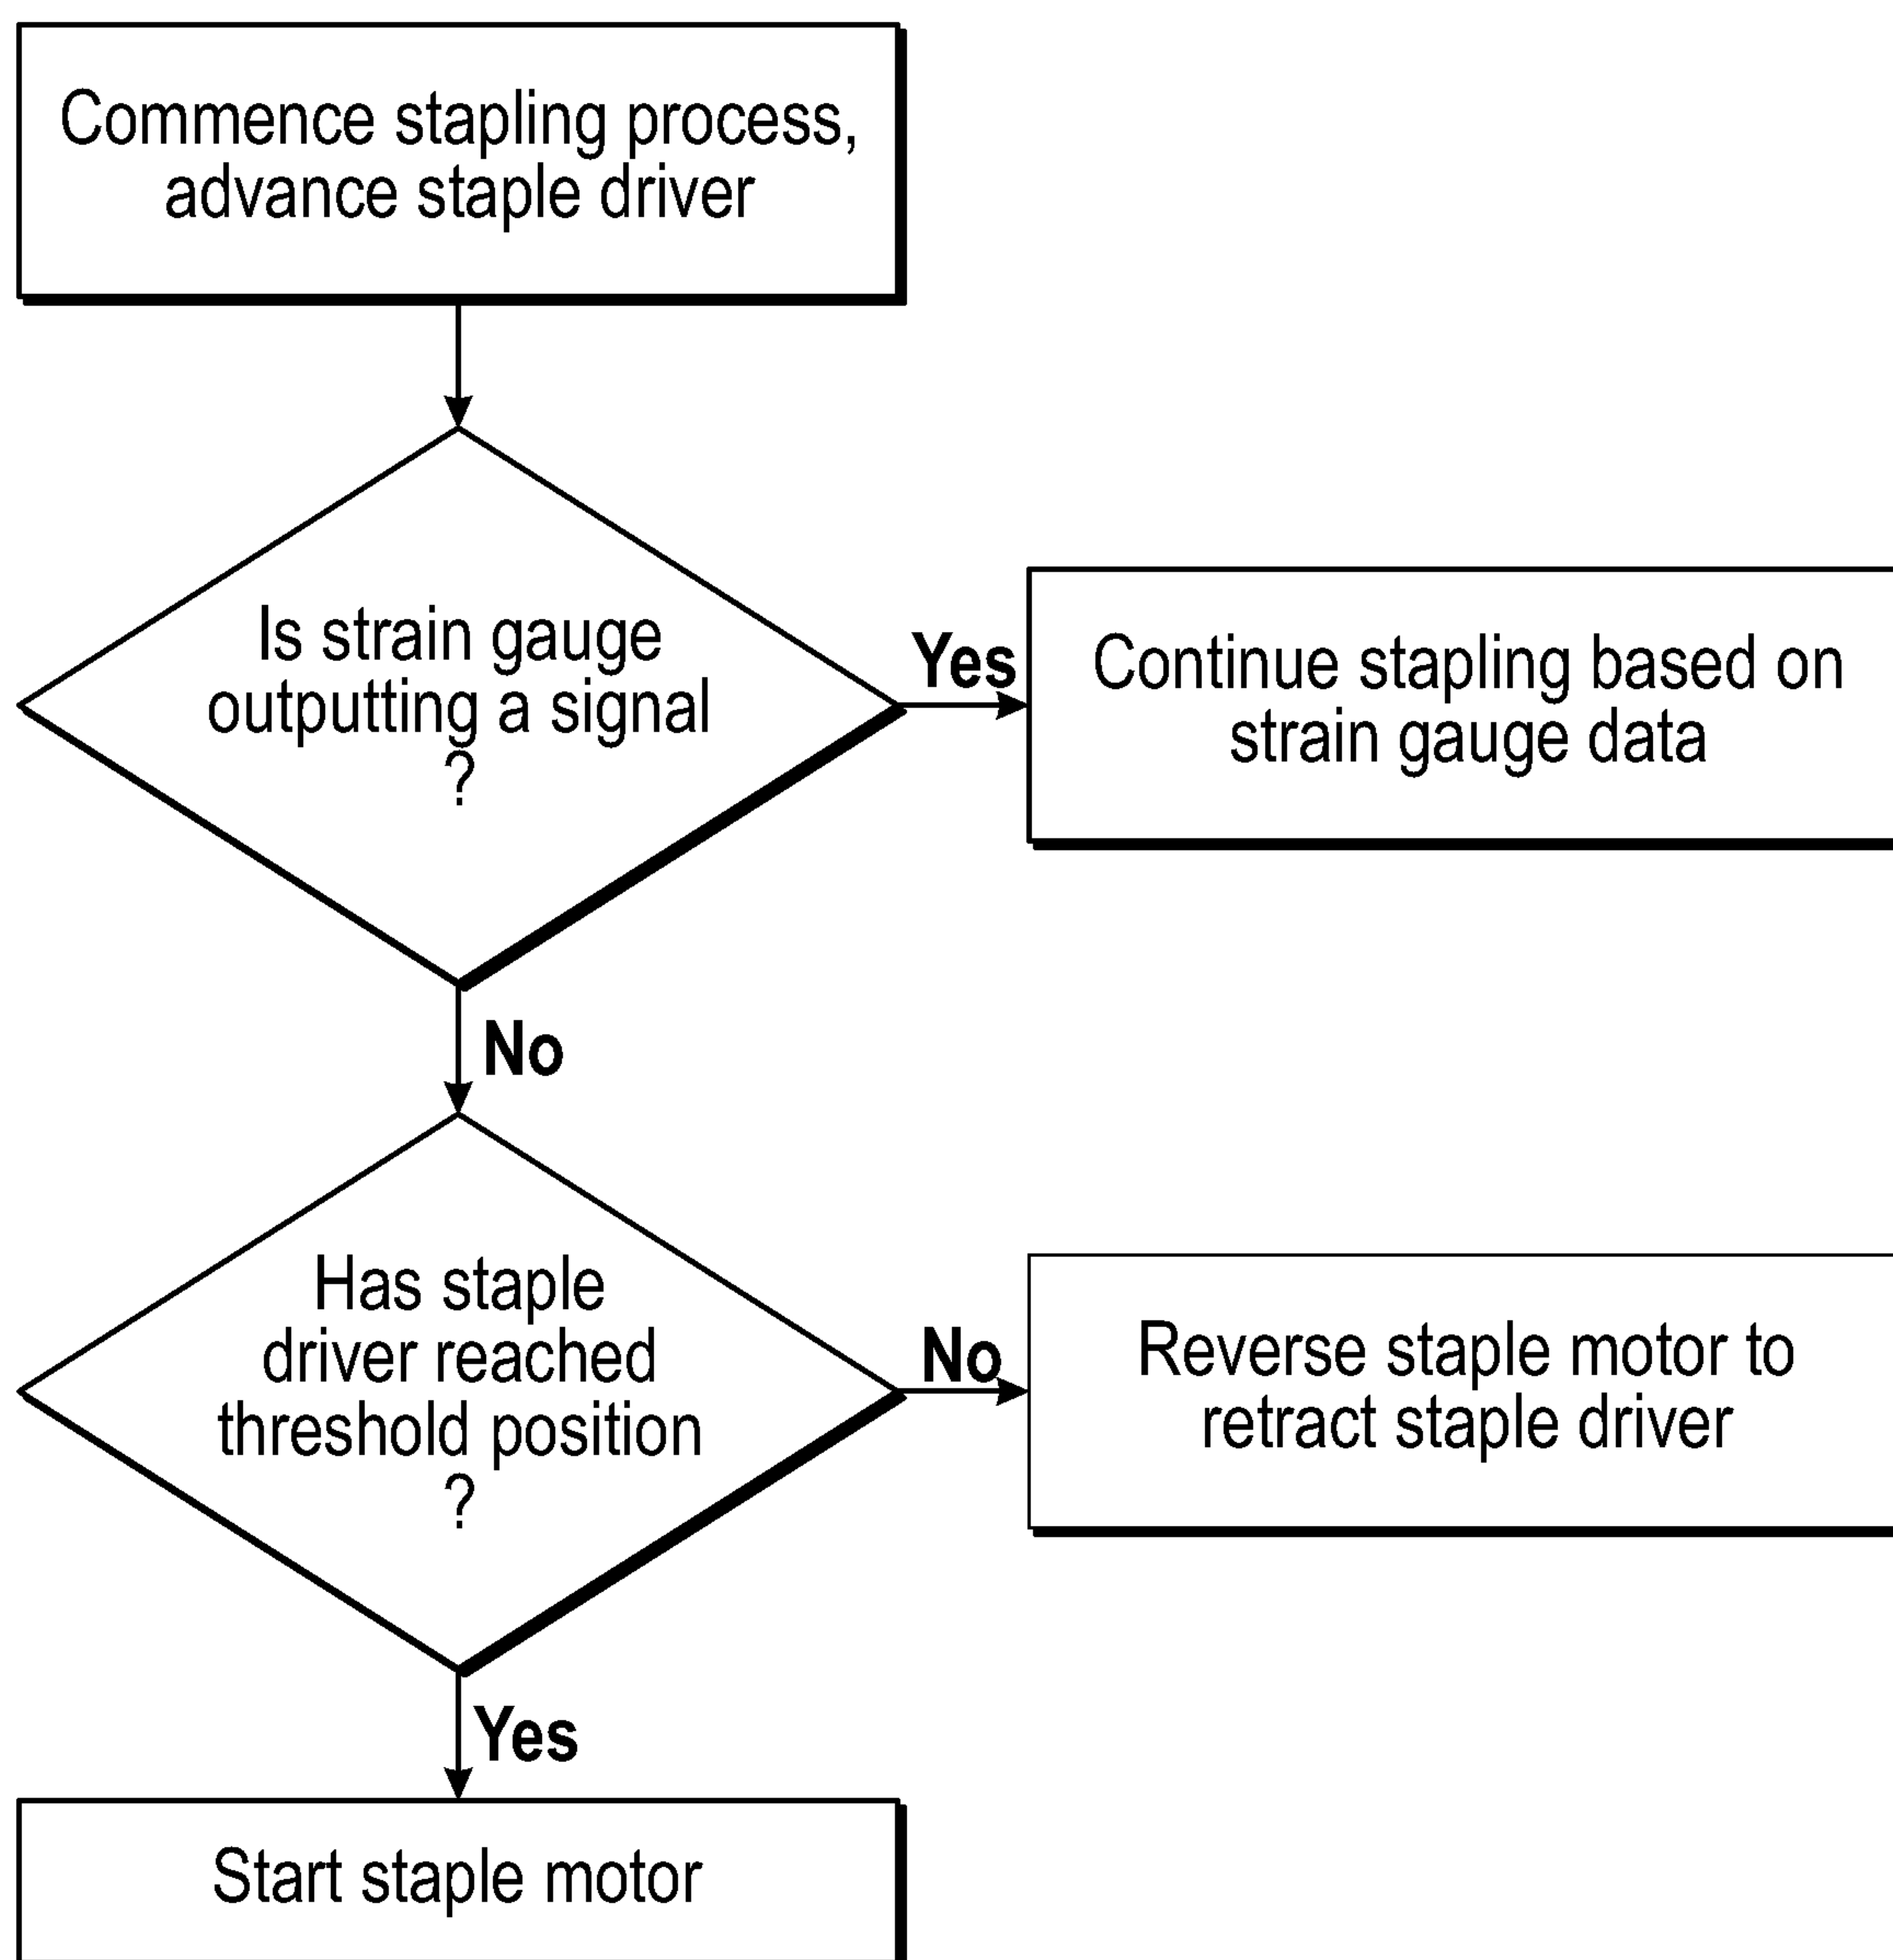 Commence stapling process,
advance staple driver
Is strain gauge
outputting a signal
?
Yes
Continue stapling based on
strain gauge data
No
Has staple
driver reached
threshold position
?
No
Reverse staple motor to
retract staple driver
Yes
Start staple motor